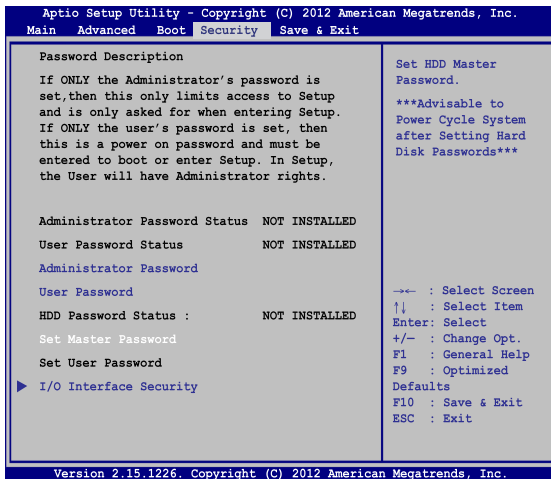 Aptio Setup Utility - Copyright (C) 2012 American Megatrends, Inc.
Main Advanced Boot Security Save & Exit
Password Description
If ONLY the Administrator's password is
set,then this only limits access to Setup
and is only asked for when entering Setup.
If ONLY the user's password is set, then
this is a power on password and must be
entered to boot or enter Setup. In Setup,
the User will have Administrator rights.
Administrator Password Status NOT INSTALLED
User Password Status NOT INSTALLED
Administrator Password
User Password
HDD Password Status : NOT INSTALLED
Set Master Password
Set User Password
I/O Interface Security
Set HDD Master
Password.
***Advisable to
Power Cycle System
after Setting Hard
Disk Passwords***
→← : Select Screen
↑↓ : Select Item
Enter: Select
+/— : Change Opt.
F1 : General Help
F9 : Optimized
Defaults
F10 : Save & Exit
ESC : Exit
Version 2.15.1226. Copyright (C) 2012 American Megatrends, Inc.